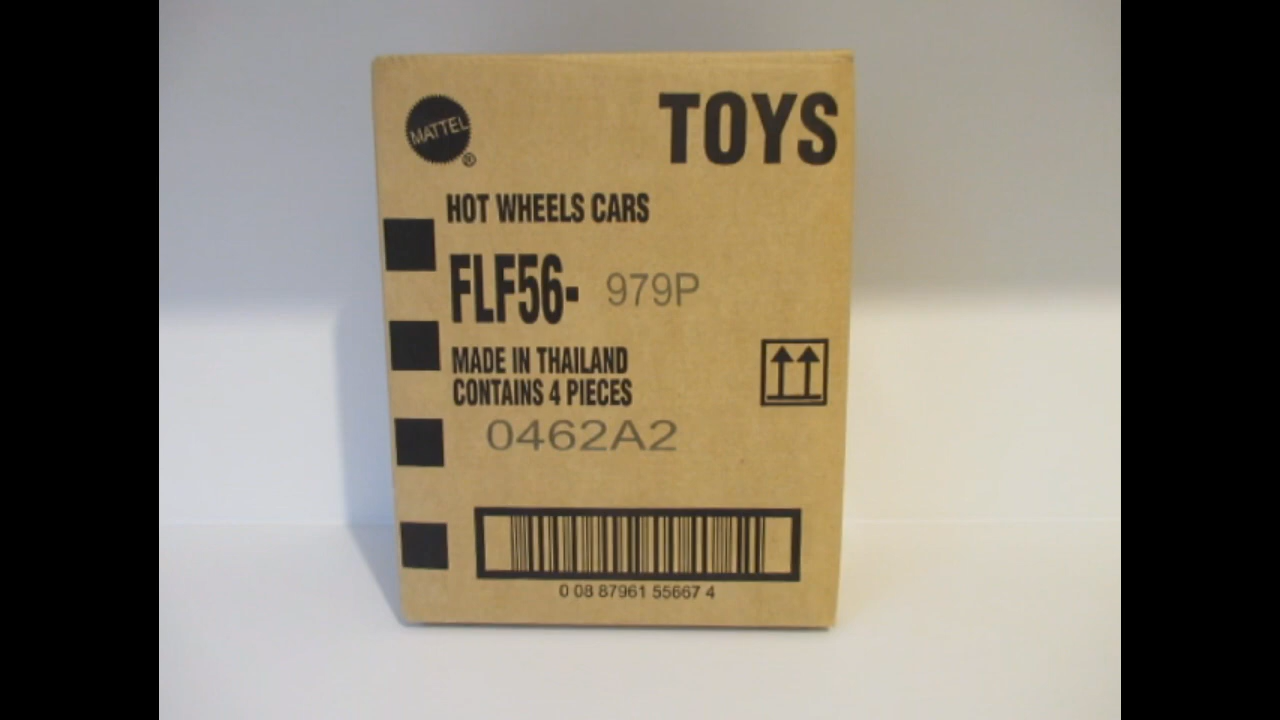 MATTEL
®
TOYS
HOT WHEELS CARS
FLF56- 979P
MADE IN THAILAND
CONTAINS 4 PIECES
0462A2
0 08 87961 55667 4